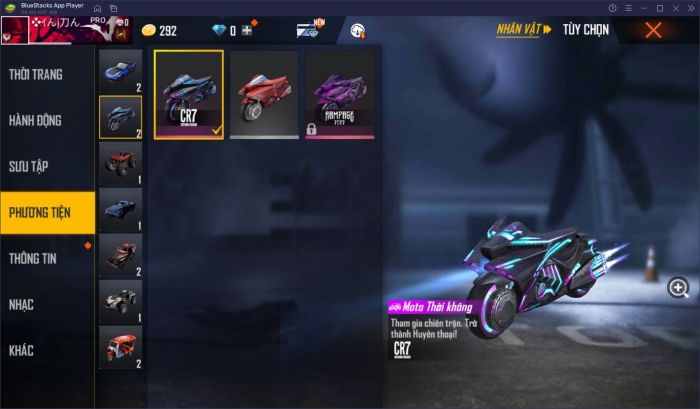 BlueStacks App Player
PRO
292
0
NEW
NHÂN VẬT
TÙY CHỌN
THỜI TRANG
HÀNH ĐỘNG
SƯU TẬP
PHƯƠNG TIỆN
THÔNG TIN
NHẠC
KHÁC
2
2
1
1
2
1
2
CR7
RAMPAGE
2022
Moto Thời không
Tham gia chiến trận. Trở
thành Huyền thoại!
CR7